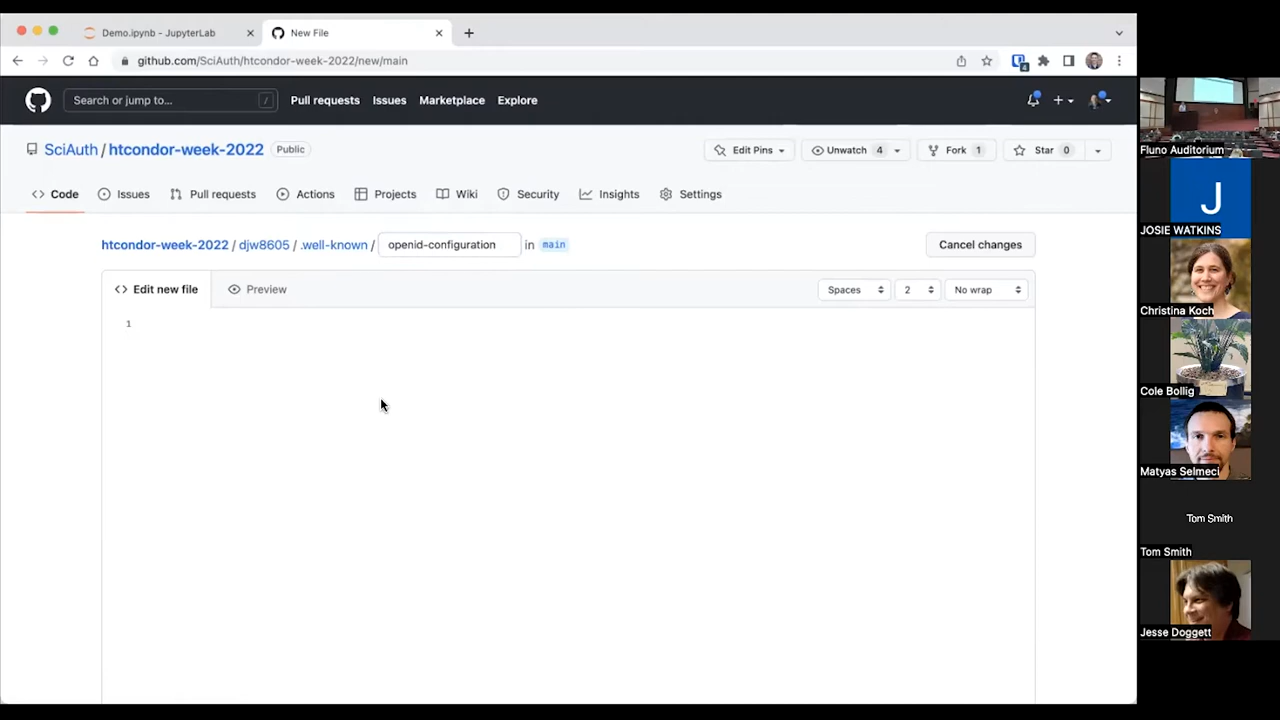 Demo.ipynb - JupyterLab
New File
github.com/SciAuth/htcondor-week-2022/new/main
4
Search or jump to...
/
Pull requests
Issues
Marketplace
Explore
SciAuth / htcondor-week-2022
Public
Edit Pins
Unwatch 4
Fork 1
Star 0
Code
Issues
Pull requests
Actions
Projects
Wiki
Security
Insights
Settings
htcondor-week-2022 / djw8605 / .well-known / openid-configuration in main
Cancel changes
Edit new file
Preview
Spaces
2
No wrap
1
Fluno Auditorium
J
JOSIE WATKINS
Christina Koch
Cole Bollig
Matyas Selmeci
Tom Smith
Tom Smith
Jesse Doggett